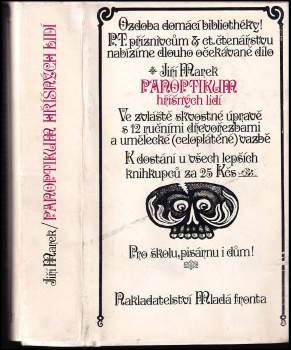 Jiří Marek/PANOPTIKUM HŘÍŠNÝCH LIDÍ
Ozdoba domácí bibliothéky!
P.T. příznivcům & ct. čtenářstvu
nabízíme dlouho očekávané dílo
Jiří Marek
PANOPTIKUM
hříšných lidí
Ve zvláště skvostné úpravě
s 12 ručními dřevořezbami
a umělecké (celoplátěné) vazbě
K dostání u všech lepších
knihkupců za 25 Kčs
Pro školu, pisárnu i dům!
Nakladatelství Mladá fronta